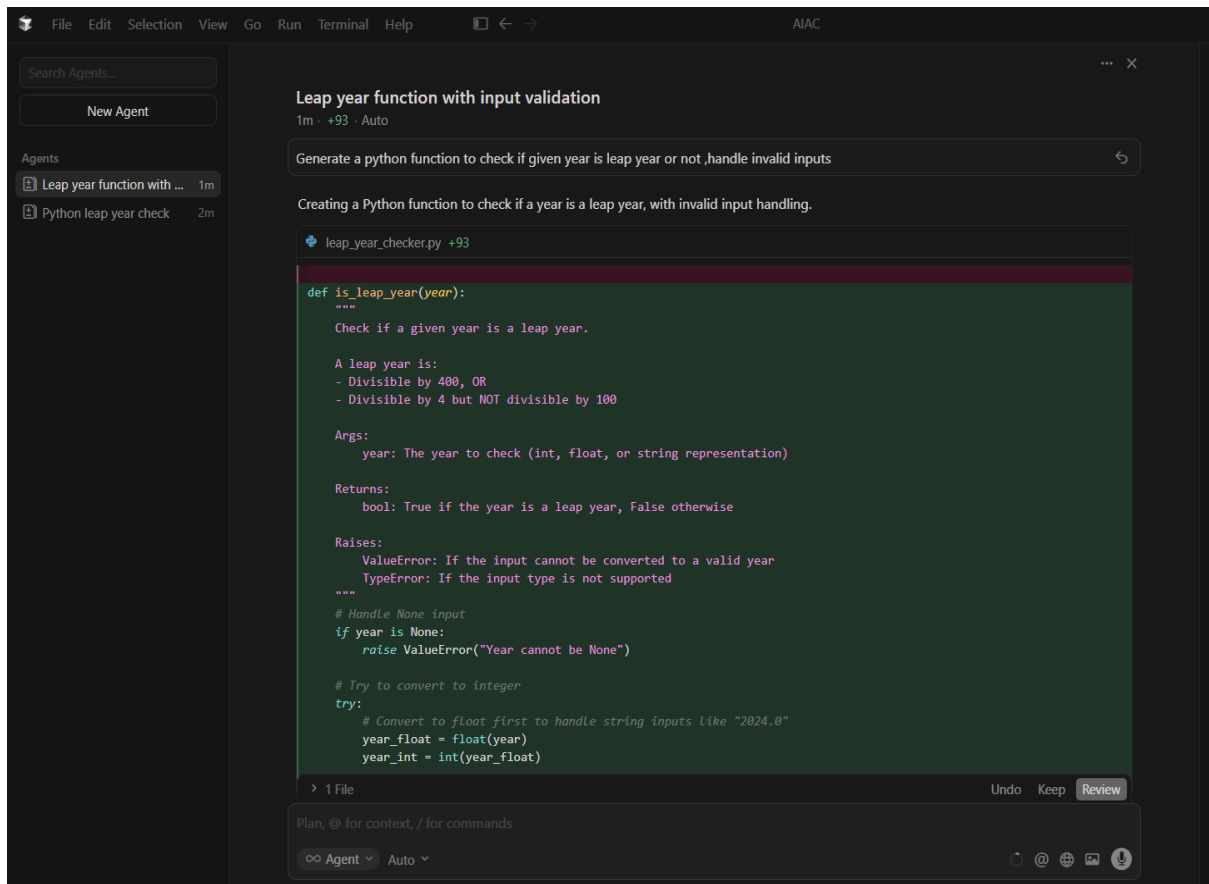 File Edit Selection View Go Run Terminal Help AIAC
Search Agents...
New Agent
Agents
Leap year function with ... 1m
Python leap year check 2m
Leap year function with input validation
1m · +93 · Auto
Generate a python function to check if given year is leap year or not ,handle invalid inputs
Creating a Python function to check if a year is a leap year, with invalid input handling.
leap_year_checker.py +93
def is_leap_year(year):
    """
    Check if a given year is a leap year.
    A leap year is:
    - Divisible by 400, OR
    - Divisible by 4 but NOT divisible by 100
    Args:
        year: The year to check (int, float, or string representation)
    Returns:
        bool: True if the year is a leap year, False otherwise
    Raises:
        ValueError: If the input cannot be converted to a valid year
        TypeError: If the input type is not supported
    """
    # Handle None input
    if year is None:
        raise ValueError("Year cannot be None")
    # Try to convert to integer
    try:
        # Convert to float first to handle string inputs like "2024.0"
        year_float = float(year)
        year_int = int(year_float)
1 File Undo Keep Review
Plan, @ for context, / for commands
Agent Auto @